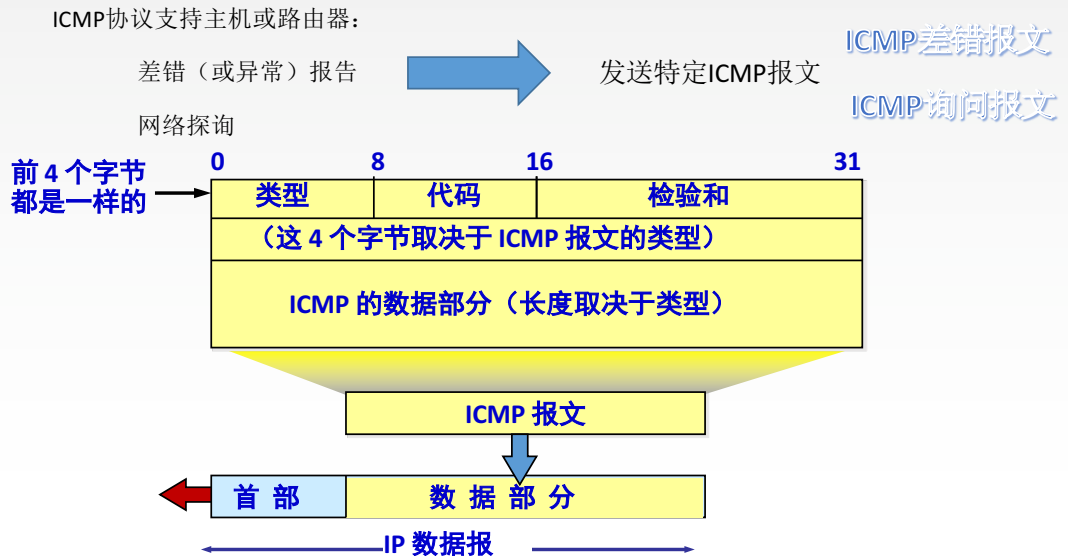 ICMP协议支持主机或路由器：
差错（或异常）报告
网络探询
发送特定ICMP报文
ICMP差错报文
ICMP询问报文
前 4 个字节
都是一样的
0 8 16 31
类型 代码 检验和
（这 4 个字节取决于 ICMP 报文的类型）
ICMP 的数据部分（长度取决于类型）
ICMP 报文
首 部 数 据 部 分
IP 数据报